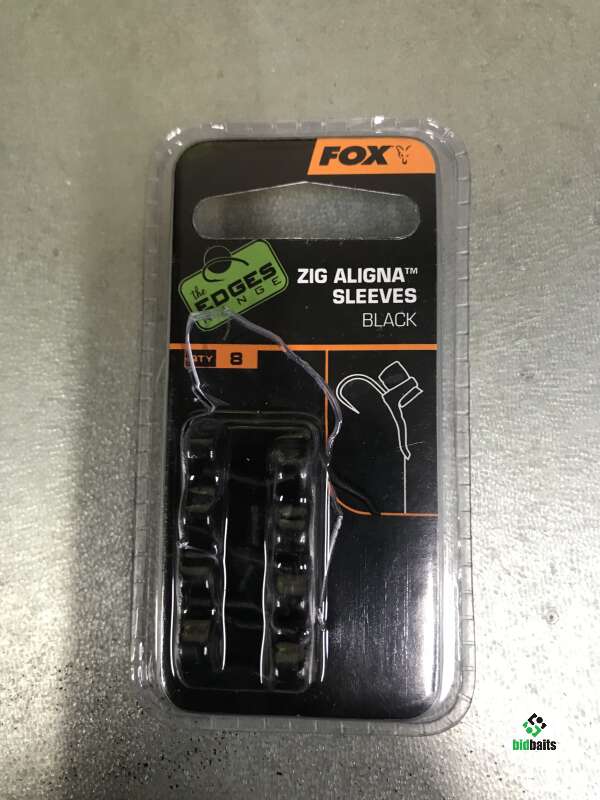 FOX
the
EDGES
RANGE
ZIG ALIGNA™
SLEEVES
BLACK
QTY 8
bidbaits